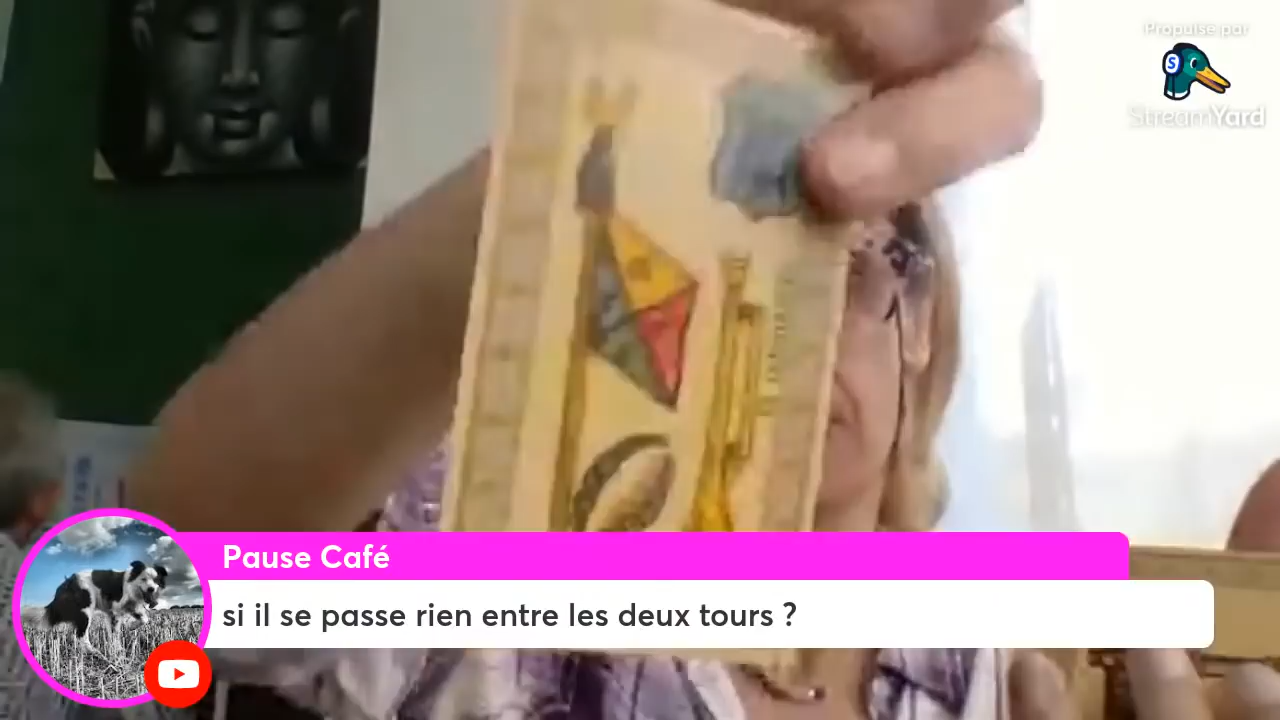 Propulsé par
StreamYard
Pause Café
si il se passe rien entre les deux tours ?